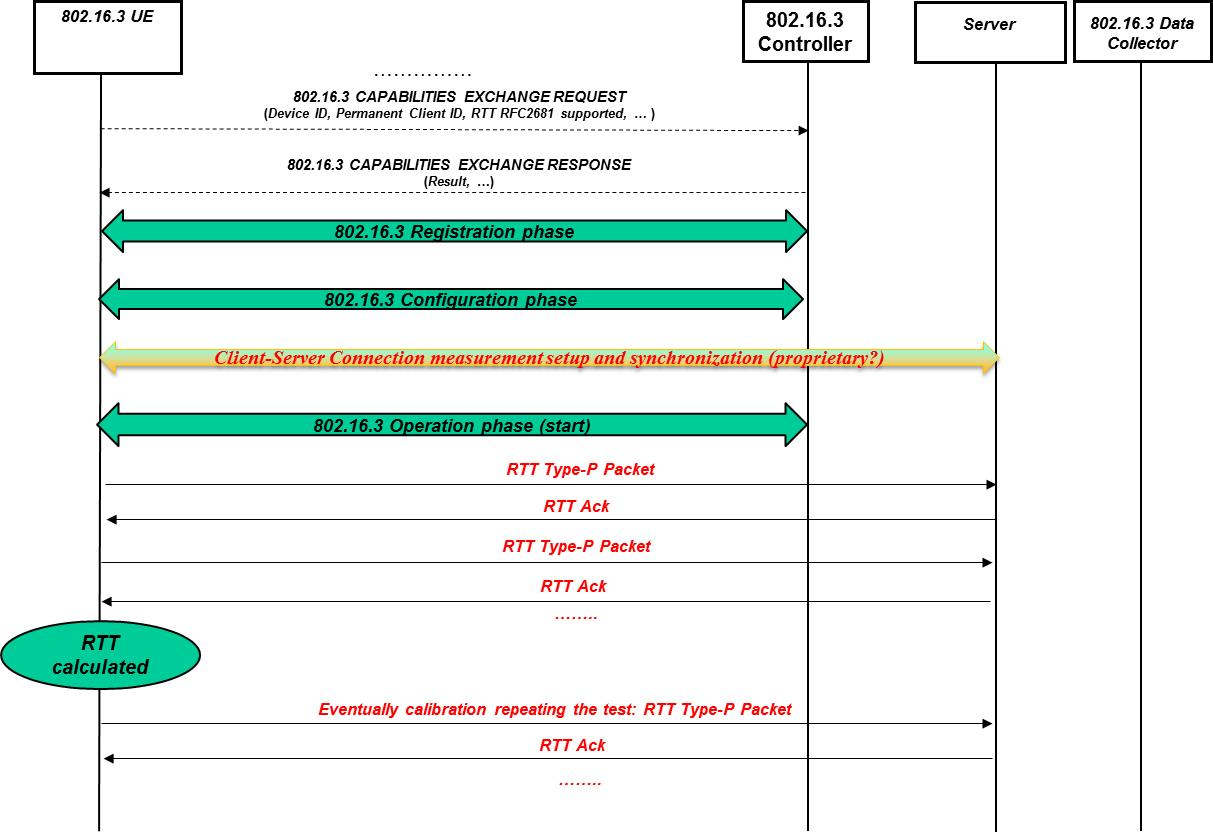 802.16.3 UE
802.16.3
Controller
Server
802.16.3 Data
Collector
……………
802.16.3 CAPABILITIES EXCHANGE REQUEST
(Device ID, Permanent Client ID, RTT RFC2681 supported, … )
802.16.3 CAPABILITIES EXCHANGE RESPONSE
(Result, …)
802.16.3 Registration phase
802.16.3 Configuration phase
Client-Server Connection measurement setup and synchronization (proprietary?)
802.16.3 Operation phase (start)
RTT Type-P Packet
RTT Ack
RTT Type-P Packet
RTT Ack
……..
RTT
calculated
Eventually calibration repeating the test: RTT Type-P Packet
RTT Ack
……..